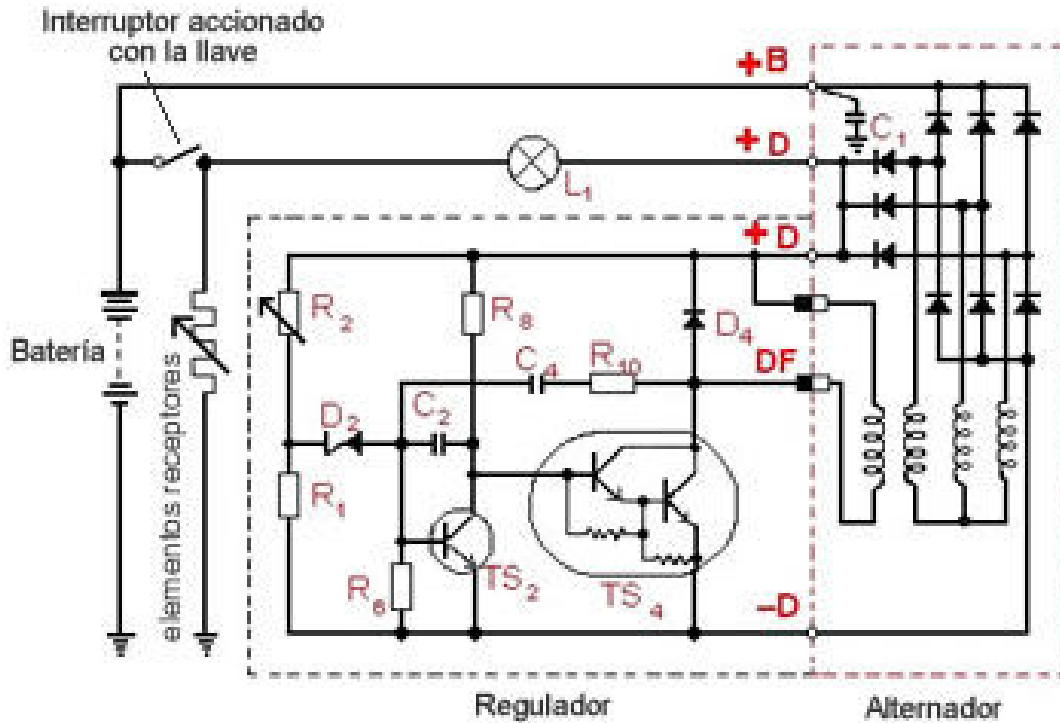 Interruptor accionado
con la llave
+B
C1
+D
L1
+D
R2
R8
D4
Batería
elementos receptores
C4
R10
DF
D2
C2
R1
TS2
R6
TS4
–D
Regulador
Alternador